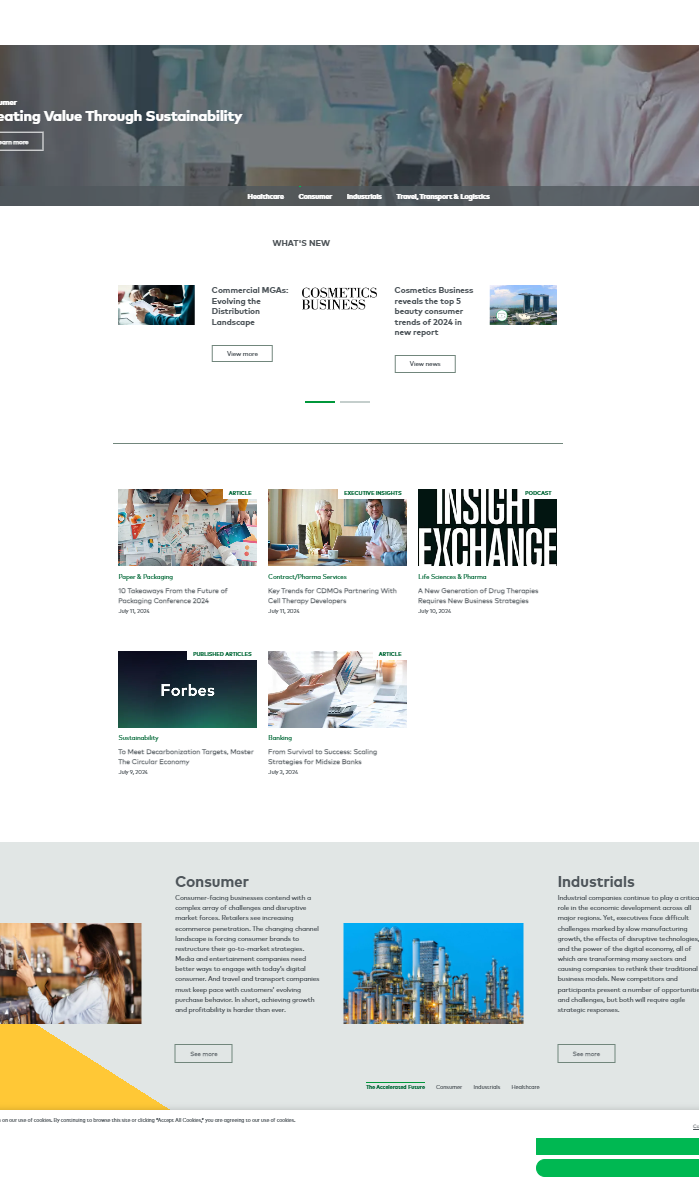 Creating Value Through Sustainability
Healthcare Consumer Industrials Travel, Transport & Logistics
WHAT'S NEW
Commercial MGAs:
Evolving the
Distribution
Landscape
View more
COSMETICS
BUSINESS
Cosmetics Business
reveals the top 5
beauty consumer
trends of 2024 in
new report
View news
ARTICLE
Paper & Packaging
10 Takeaways From the Future of
Packaging Conference 2024
July 11, 2024
EXECUTIVE INSIGHTS
Contract/Pharma Services
Key Trends for CDMOs Partnering With
Cell Therapy Developers
July 11, 2024
PODCAST
INSIGHT
EXCHANGE
Life Sciences & Pharma
A New Generation of Drug Therapies
Requires New Business Strategies
July 10, 2024
PUBLISHED ARTICLES
Forbes
Sustainability
To Meet Decarbonization Targets, Master
The Circular Economy
July 9, 2024
ARTICLE
Banking
From Survival to Success: Scaling
Strategies for Midsize Banks
July 3, 2024
Consumer
Consumer-facing businesses contend with a
complex array of challenges and disruptive
market forces. Retailers see increasing
ecommerce penetration. The changing channel
landscape is forcing consumer brands to
restructure their go-to-market strategies.
Media and entertainment companies need
better ways to engage with today's digital
consumer. And travel and transport companies
must keep pace with customers' evolving
purchase behavior. In short, achieving growth
and profitability is harder than ever.
See more
Industrials
Industrial companies continue to play a critical
role in the economic development across all
major regions. Yet, executives face difficult
challenges marked by slow manufacturing
growth, the effects of disruptive technologies,
and the power of the digital economy, all of
which are transforming many sectors and
causing companies to rethink their traditional
business models. New competitors and
participants present a number of opportunities
and challenges, but both will require agile
strategic responses.
See more
The Accelerated Future Consumer Industrials Healthcare
on our use of cookies. By continuing to browse this site or clicking "Accept All Cookies," you are agreeing to our use of cookies.